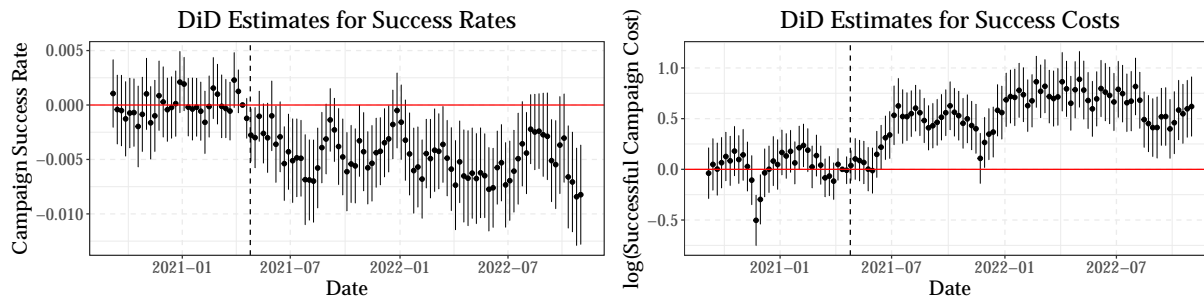 DiD Estimates for Success Rates
Campaign Success Rate
0.005
0.000
−0.005
−0.010
2021−01
2021−07
2022−01
2022−07
Date
DiD Estimates for Success Costs
log(Successful Campaign Cost)
1.0
0.5
0.0
−0.5
2021−01
2021−07
2022−01
2022−07
Date